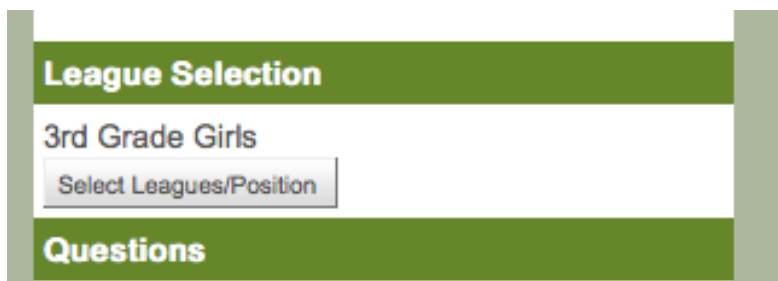 League Selection
3rd Grade Girls
Select Leagues/Position
Questions